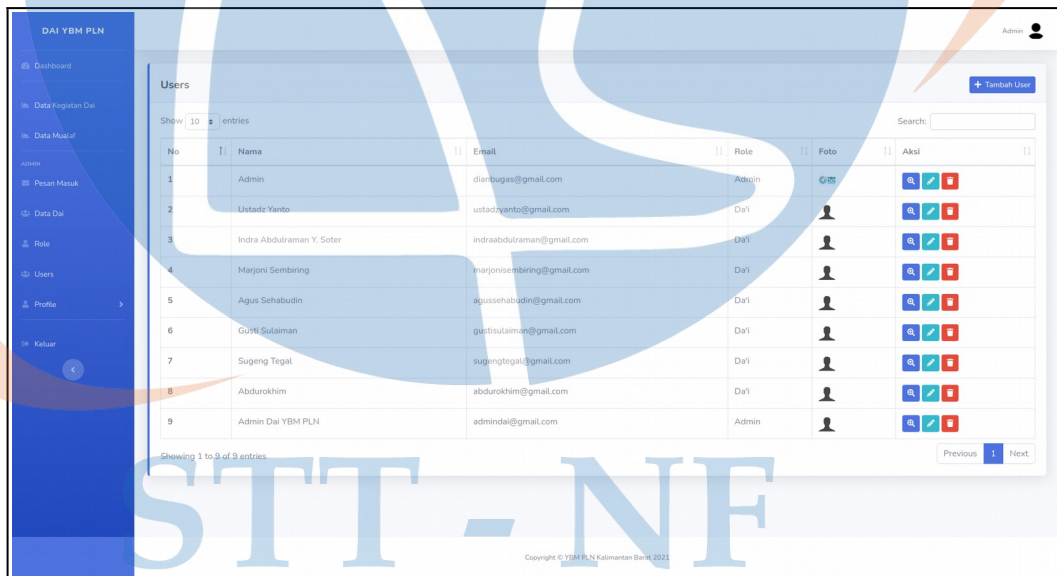 DAI YBM PLN
Admin
Dashboard
Data Kegiatan Dai
Data Mualaf
ADMIN
Pesan Masuk
Data Dai
Role
Users
Profile
Keluar
Users
+ Tambah User
Show 10 entries
Search:
No Nama Email Role Foto Aksi
1 Admin dianbugas@gmail.com Admin
2 Ustadz Yanto ustadzyanto@gmail.com Da'i
3 Indra Abdulraman Y. Soter indraabdulraman@gmail.com Da'i
4 Marjoni Sembiring marjonisembiring@gmail.com Da'i
5 Agus Sehabudin agussehabudin@gmail.com Da'i
6 Gusti Sulaiman gustisulaiman@gmail.com Da'i
7 Sugeng Tegal sugengtegal@gmail.com Da'i
8 Abdurokhim abdurokhim@gmail.com Da'i
9 Admin Dai YBM PLN admindai@gmail.com Admin
Showing 1 to 9 of 9 entries
Previous 1 Next
STT - NF
Copyright © YBM PLN Kalimantan Barat 2021